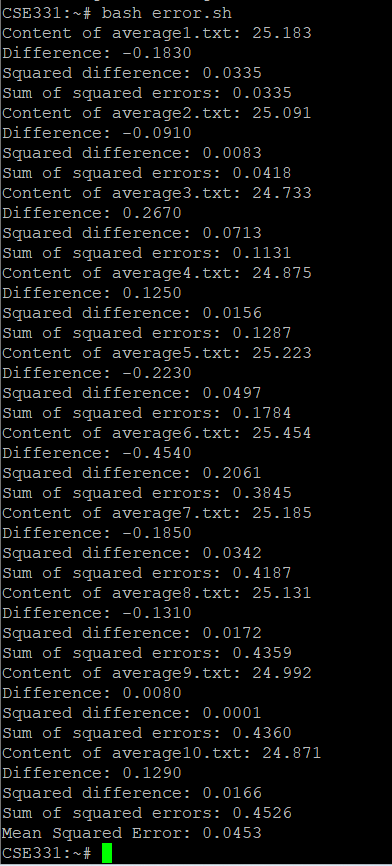 CSE331:~# bash error.sh
Content of average1.txt: 25.183
Difference: -0.1830
Squared difference: 0.0335
Sum of squared errors: 0.0335
Content of average2.txt: 25.091
Difference: -0.0910
Squared difference: 0.0083
Sum of squared errors: 0.0418
Content of average3.txt: 24.733
Difference: 0.2670
Squared difference: 0.0713
Sum of squared errors: 0.1131
Content of average4.txt: 24.875
Difference: 0.1250
Squared difference: 0.0156
Sum of squared errors: 0.1287
Content of average5.txt: 25.223
Difference: -0.2230
Squared difference: 0.0497
Sum of squared errors: 0.1784
Content of average6.txt: 25.454
Difference: -0.4540
Squared difference: 0.2061
Sum of squared errors: 0.3845
Content of average7.txt: 25.185
Difference: -0.1850
Squared difference: 0.0342
Sum of squared errors: 0.4187
Content of average8.txt: 25.131
Difference: -0.1310
Squared difference: 0.0172
Sum of squared errors: 0.4359
Content of average9.txt: 24.992
Difference: 0.0080
Squared difference: 0.0001
Sum of squared errors: 0.4360
Content of average10.txt: 24.871
Difference: 0.1290
Squared difference: 0.0166
Sum of squared errors: 0.4526
Mean Squared Error: 0.0453
CSE331:~#